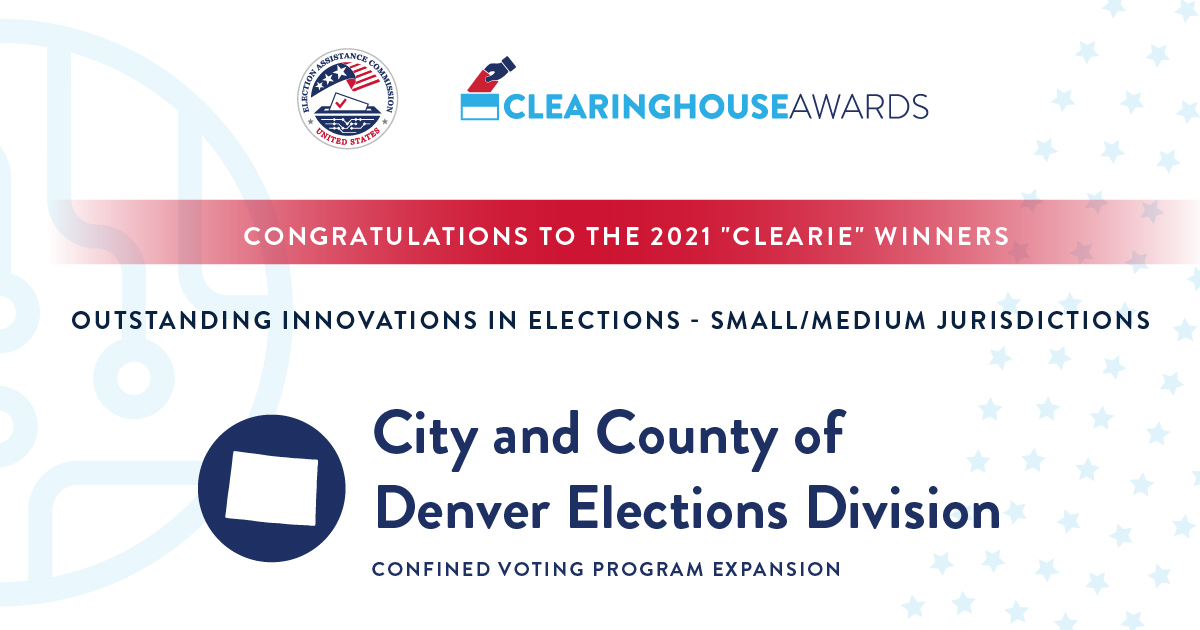 ELECTION ASSISTANCE COMMISSION
UNITED STATES
CLEARINGHOUSEAWARDS
CONGRATULATIONS TO THE 2021 "CLEARIE" WINNERS
OUTSTANDING INNOVATIONS IN ELECTIONS - SMALL/MEDIUM JURISDICTIONS
City and County of
Denver Elections Division
CONFINED VOTING PROGRAM EXPANSION